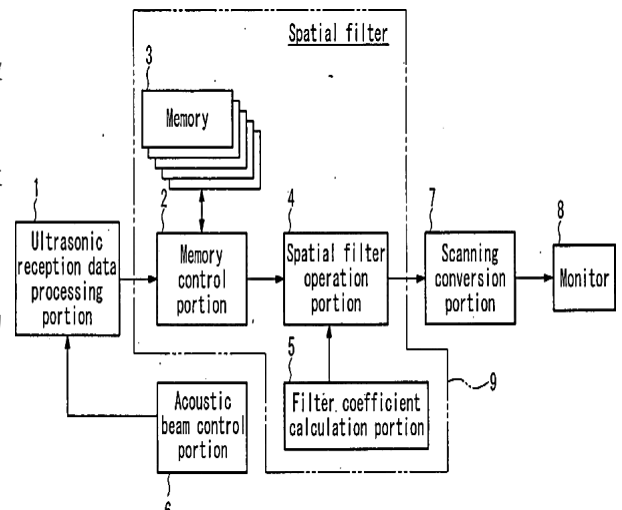 Spatial filter
3
Memory
1
Ultrasonic
reception data
processing
portion
2
Memory
control
portion
4
Spatial filter
operation
portion
7
Scanning
conversion
portion
8
Monitor
5
Filter coefficient
calculation portion
9
Acoustic
beam control
portion
6